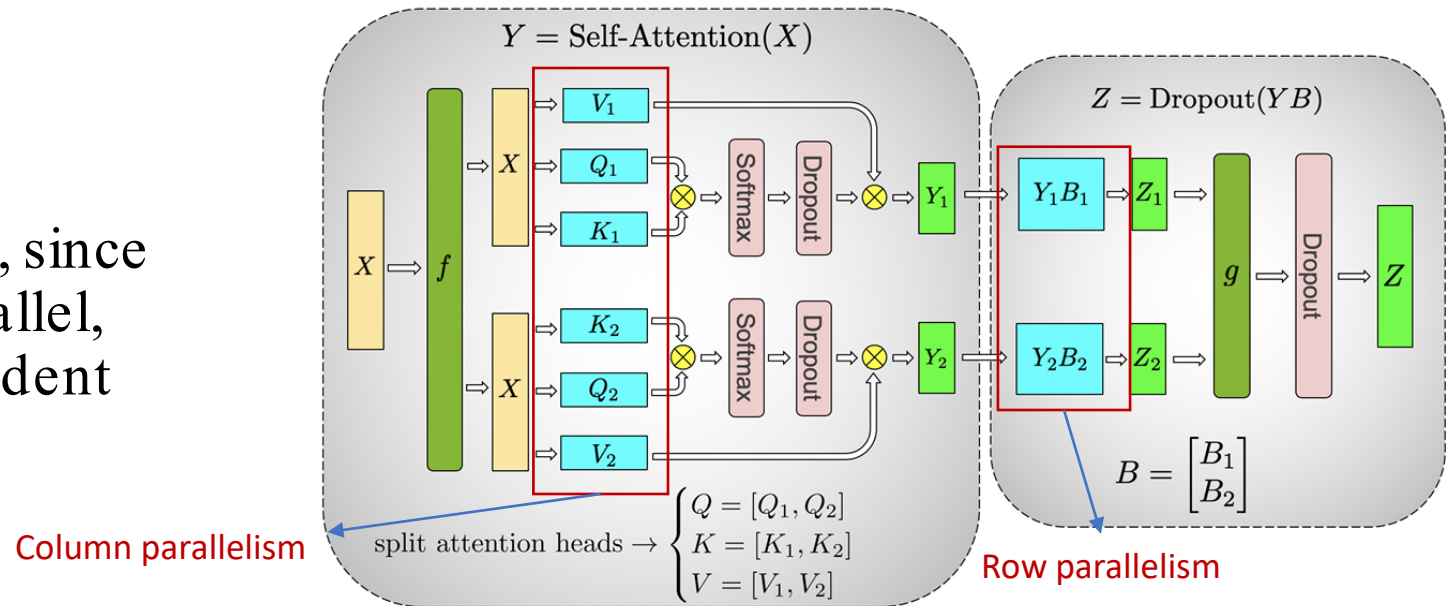 , since
allel,
dent
Y = Self-Attention(X)
X
f
X
V₁
Q₁
K₁
Softmax
Dropout
Y₁
X
K₂
Q₂
V₂
Softmax
Dropout
Y₂
split attention heads → { Q = [Q₁, Q₂]
K = [K₁, K₂]
V = [V₁, V₂]
Column parallelism
Z = Dropout(Y B)
Y₁B₁
Z₁
Y₂B₂
Z₂
g
Dropout
Z
B = [B₁
B₂]
Row parallelism